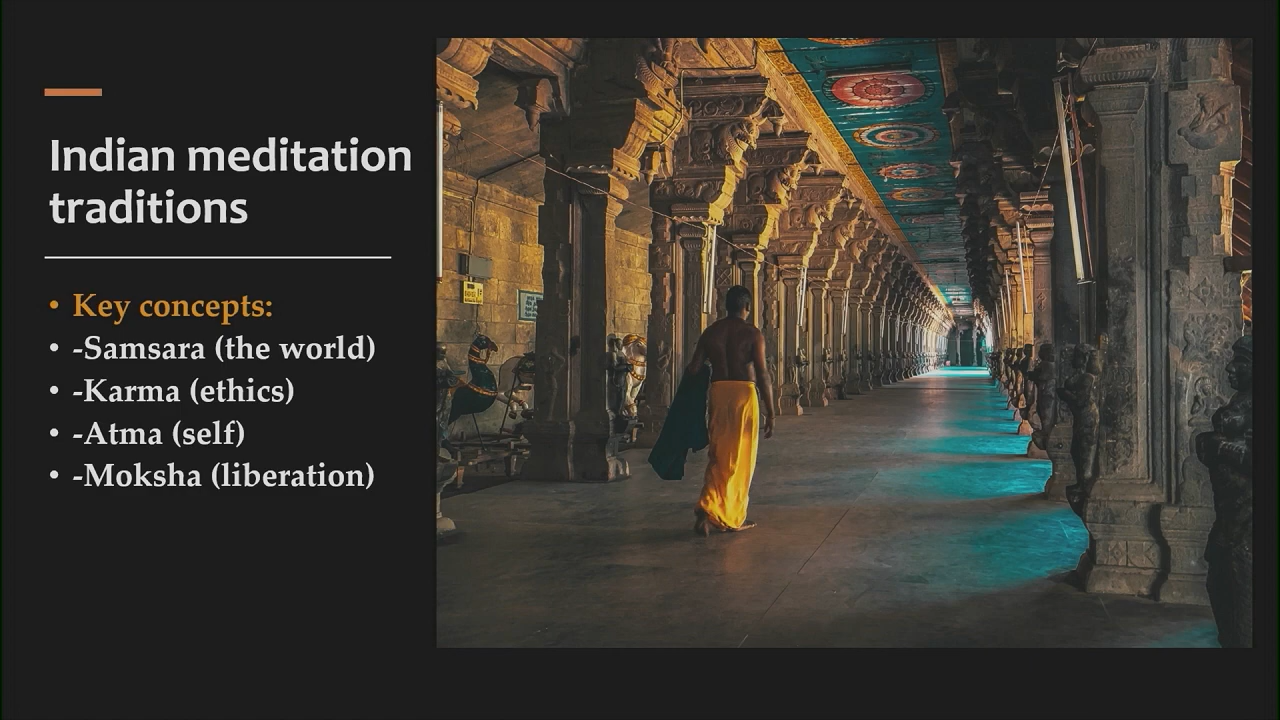 Indian meditation
traditions
• Key concepts:
• -Samsara (the world)
• -Karma (ethics)
• -Atma (self)
• -Moksha (liberation)